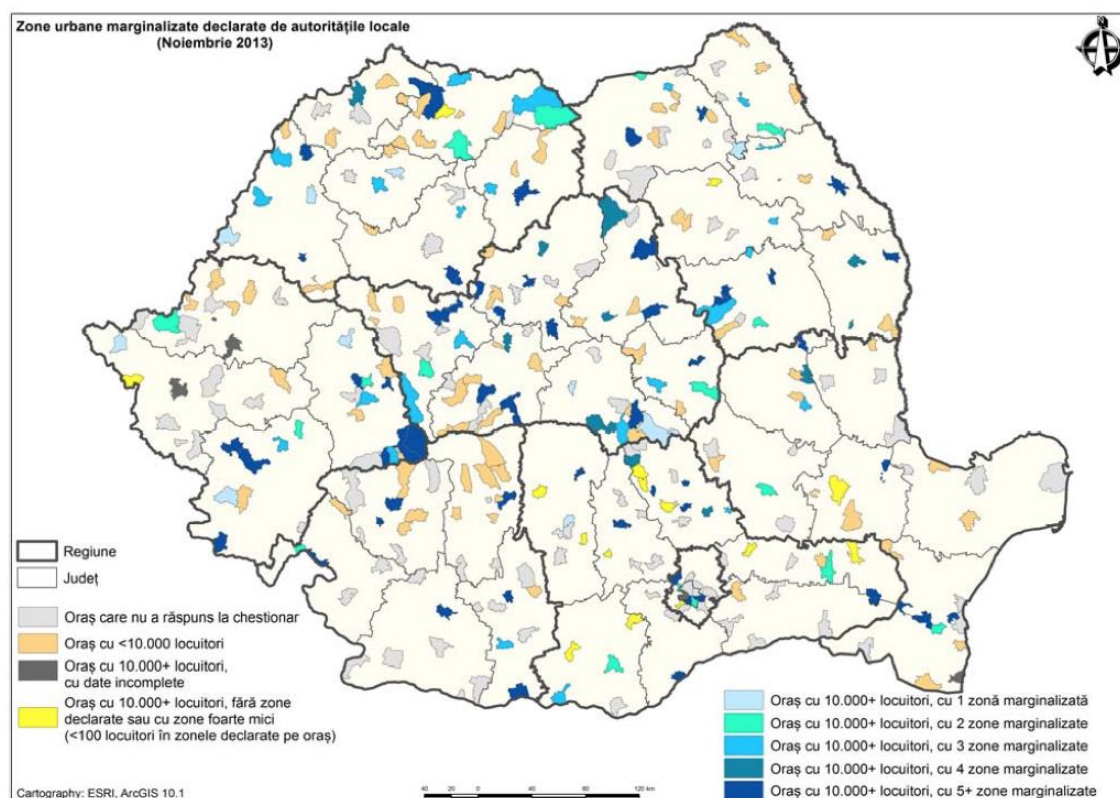 Zone urbane marginalizate declarate de autoritățile locale
(Noiembrie 2013)
Regiune
Județ
Oraș care nu a răspuns la chestionar
Oraș cu <10.000 locuitori
Oraș cu 10.000+ locuitori,
cu date incomplete
Oraș cu 10.000+ locuitori, fără zone
declarate sau cu zone foarte mici
(<100 locuitori în zonele declarate pe oraș)
Oraș cu 10.000+ locuitori, cu 1 zonă marginalizată
Oraș cu 10.000+ locuitori, cu 2 zone marginalizate
Oraș cu 10.000+ locuitori, cu 3 zone marginalizate
Oraș cu 10.000+ locuitori, cu 4 zone marginalizate
Oraș cu 10.000+ locuitori, cu 5+ zone marginalizate
Cartography: ESRI, ArcGIS 10.1
40 20 0 40 80 120 km